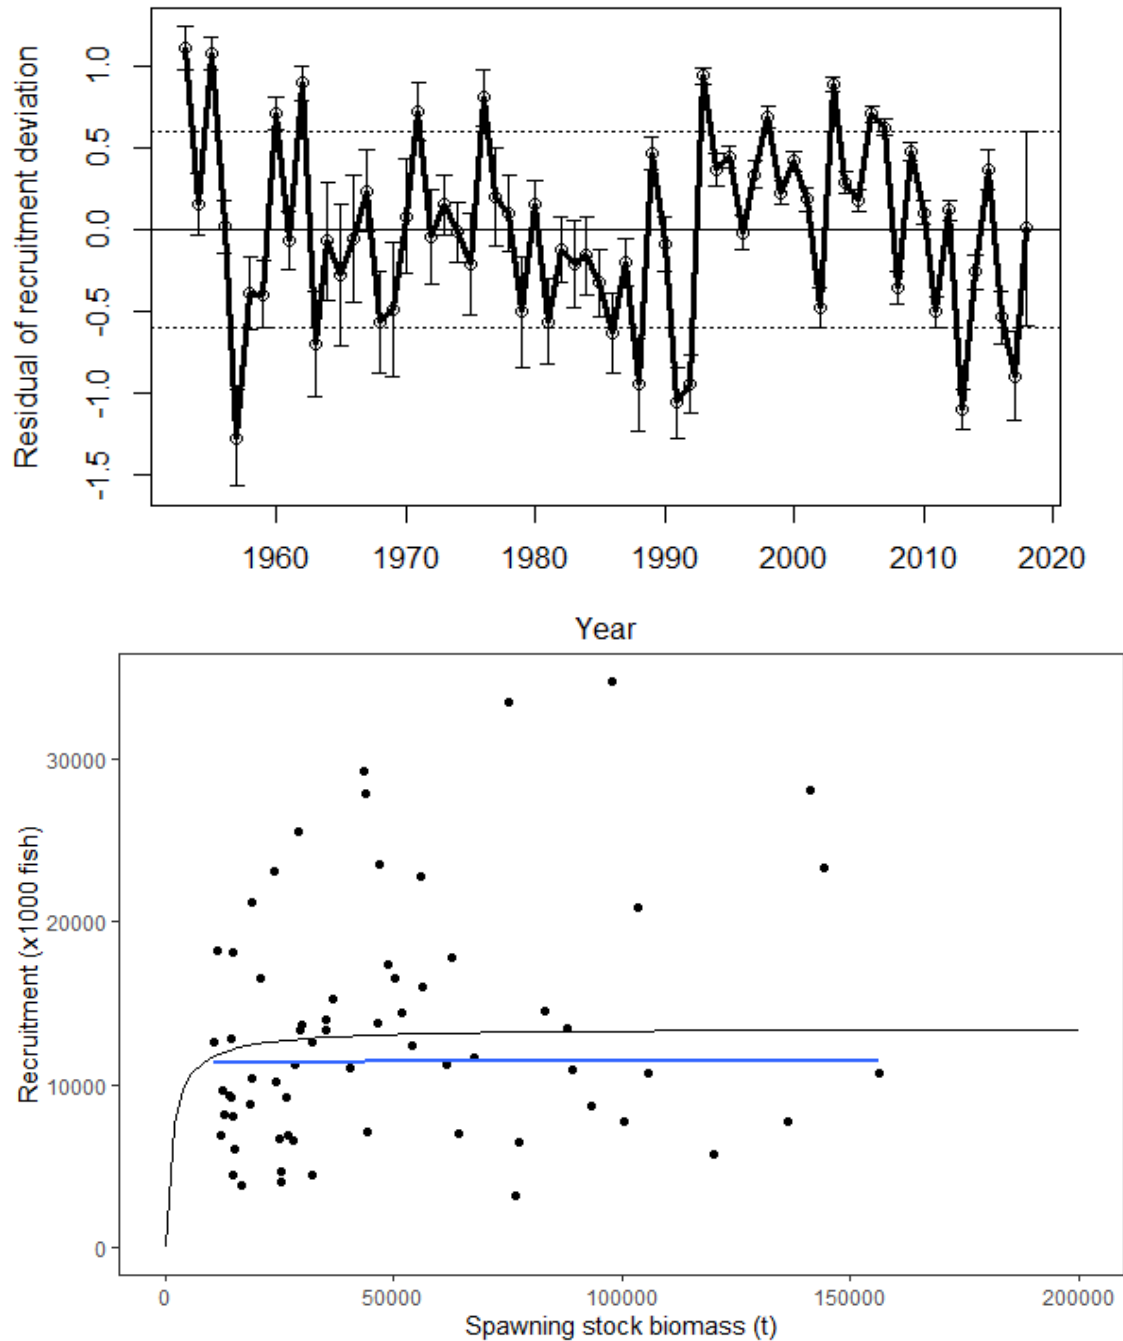 Residual of recruitment deviation
1.0
0.5
0.0
-0.5
-1.0
-1.5
1960 1970 1980 1990 2000 2010 2020
Year
Recruitment (x1000 fish)
30000
20000
10000
0
0 50000 100000 150000 200000
Spawning stock biomass (t)